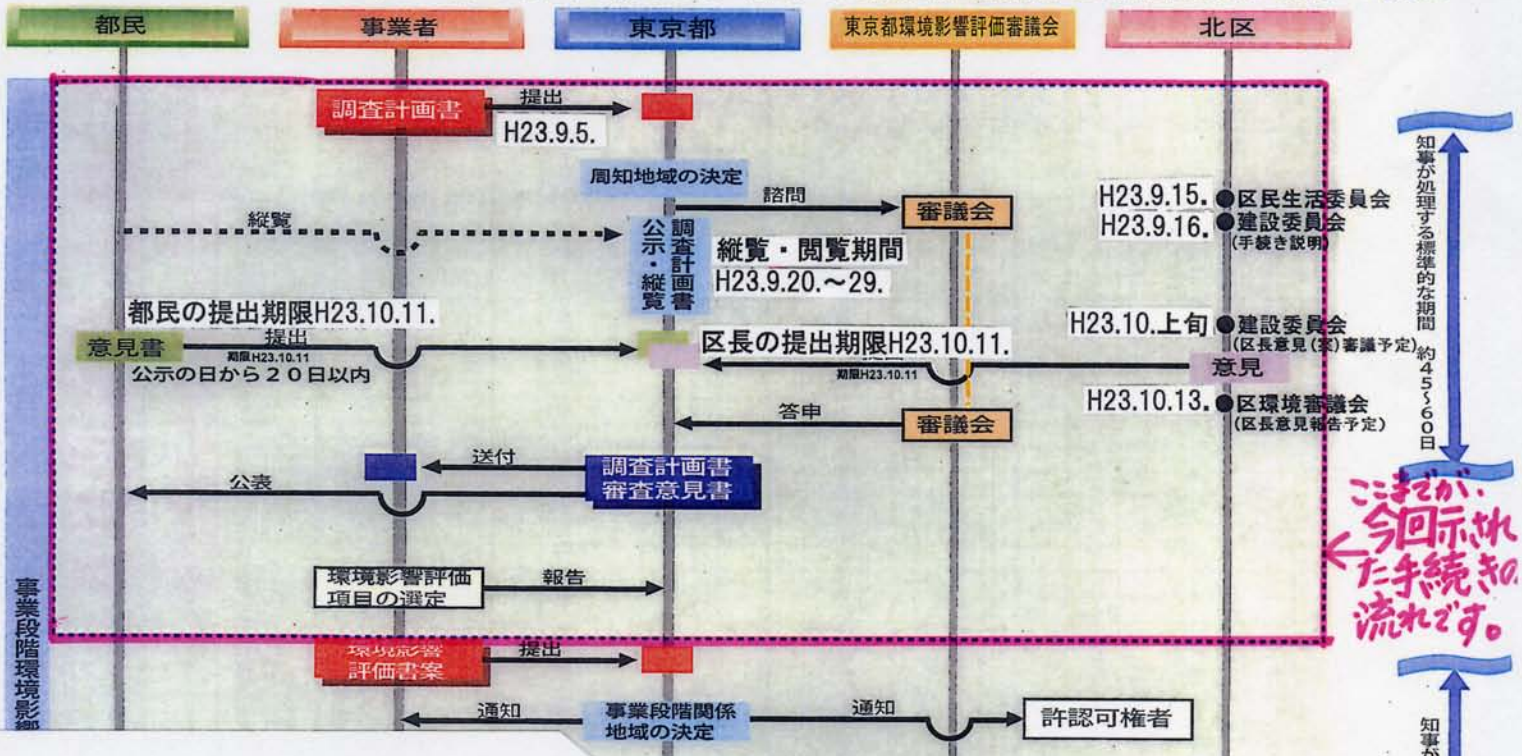 都民
事業者
東京都
東京都環境影響評価審議会
北区
調査計画書
提出
H23.9.5.
周知地域の決定
諮問
審議会
H23.9.15.●区民生活委員会
H23.9.16.●建設委員会
(手続き説明)
縦覧
調査計画書
公示・縦覧
縦覧・閲覧期間
H23.9.20.~29.
都民の提出期限H23.10.11.
意見書
提出
期限H23.10.11
公示の日から20日以内
区長の提出期限H23.10.11.
期限H23.10.11
H23.10.上旬●建設委員会
(区長意見(案)審議予定)
意見
H23.10.13.●区環境審議会
(区長意見報告予定)
答申
審議会
送付
調査計画書
審査意見書
公表
環境影響評価
項目の選定
報告
環境影響
評価書案
提出
通知
事業段階関係
地域の決定
通知
許認可権者
事業段階環境影響
知事が処理する標準的な期間 約45~60日
ここまでが、
今回示され
た手続きの
流れです。
知事が